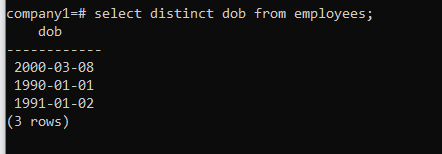 company1=# select distinct dob from employees;
    dob
------------
 2000-03-08
 1990-01-01
 1991-01-02
(3 rows)